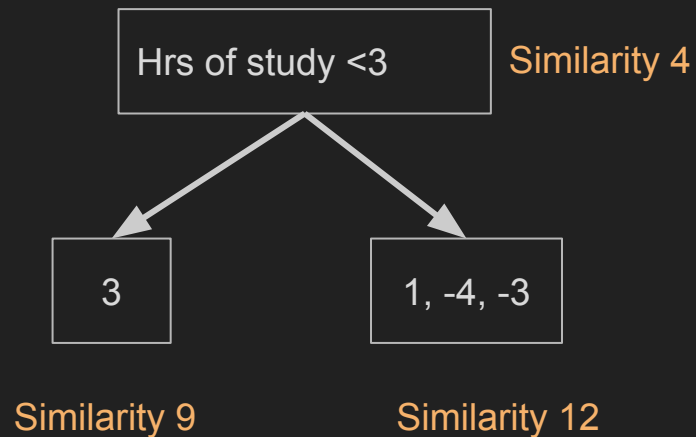 Hrs of study <3
Similarity 4
3
1, -4, -3
Similarity 9
Similarity 12